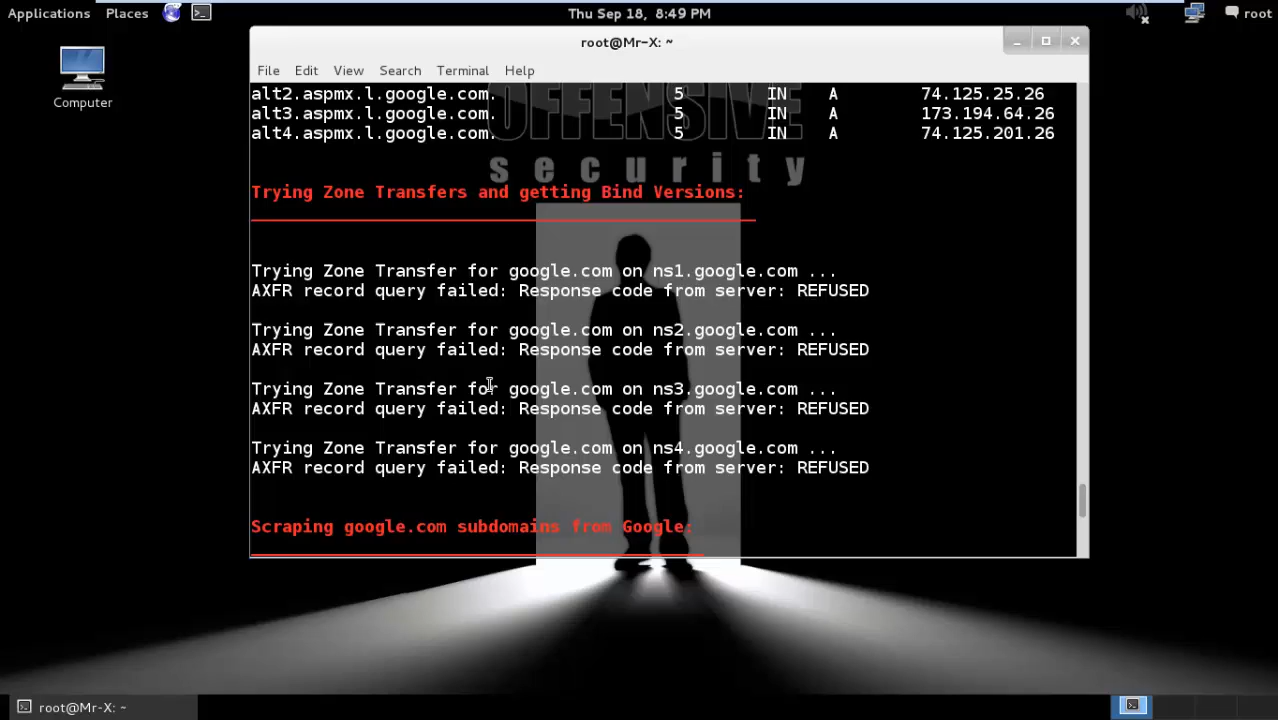 Applications Places Thu Sep 18, 8:49 PM root
root@Mr-X: ~
Computer
File Edit View Search Terminal Help
alt2.aspmx.l.google.com. 5 IN A 74.125.25.26
alt3.aspmx.l.google.com. 5 IN A 173.194.64.26
alt4.aspmx.l.google.com. 5 IN A 74.125.201.26
OFFENSIVE
security
Trying Zone Transfers and getting Bind Versions:
Trying Zone Transfer for google.com on ns1.google.com ...
AXFR record query failed: Response code from server: REFUSED
Trying Zone Transfer for google.com on ns2.google.com ...
AXFR record query failed: Response code from server: REFUSED
Trying Zone Transfer for google.com on ns3.google.com ...
AXFR record query failed: Response code from server: REFUSED
Trying Zone Transfer for google.com on ns4.google.com ...
AXFR record query failed: Response code from server: REFUSED
Scraping google.com subdomains from Google:
root@Mr-X: ~